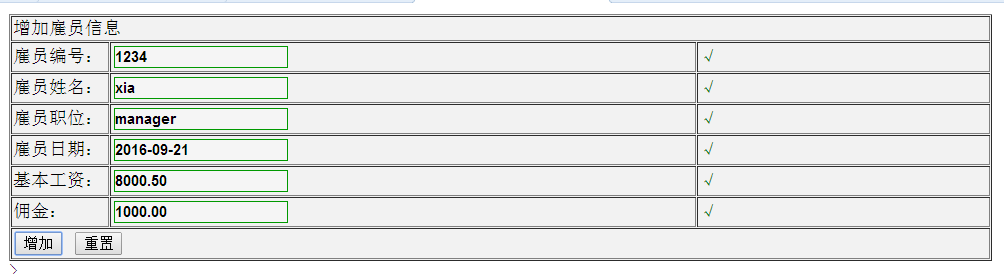 增加雇员信息
雇员编号: 1234 √
雇员姓名: xia √
雇员职位: manager √
雇员日期: 2016-09-21 √
基本工资: 8000.50 √
佣金: 1000.00 √
增加 重置
>